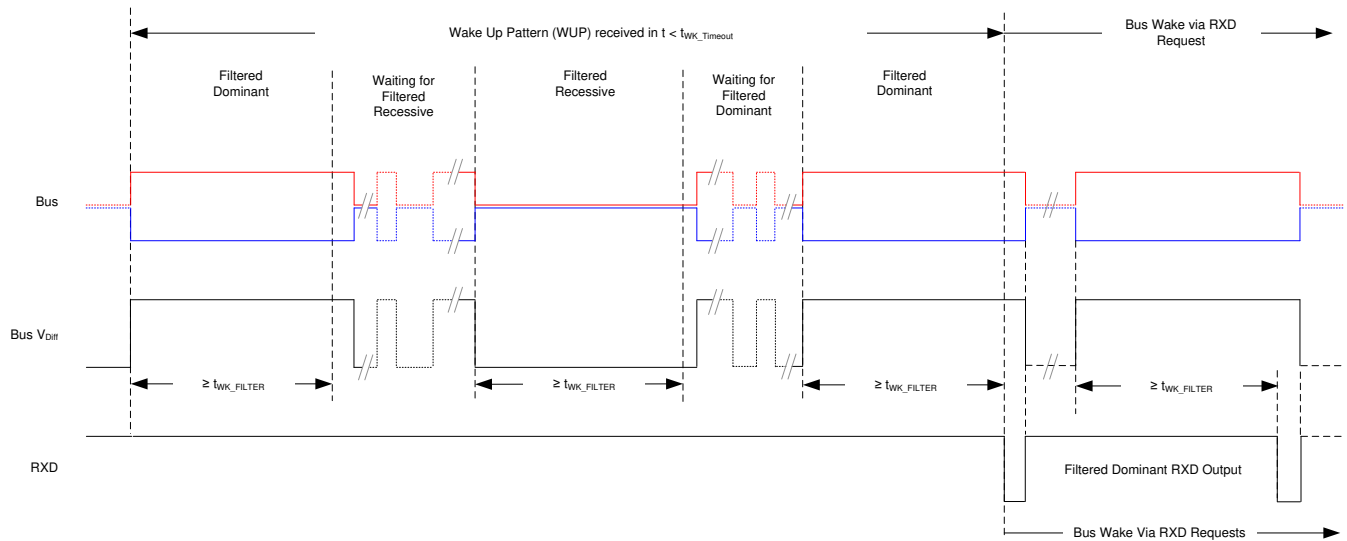 Wake Up Pattern (WUP) received in t < tWK_Timeout
Bus Wake via RXD
Request
Filtered
Dominant
Waiting for
Filtered
Recessive
Filtered
Recessive
Waiting for
Filtered
Dominant
Filtered
Dominant
Bus
Bus VDiff
≥ tWK_FILTER
≥ tWK_FILTER
≥ tWK_FILTER
≥ tWK_FILTER
RXD
Filtered Dominant RXD Output
Bus Wake Via RXD Requests